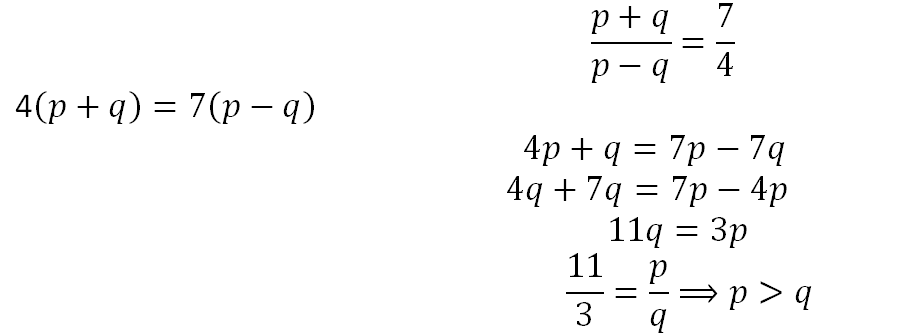 (p + q)/(p − q) = 7/4
4(p + q) = 7(p − q)
4p + q = 7p − 7q
4q + 7q = 7p − 4p
11q = 3p
11/3 = p/q ⟹ p > q